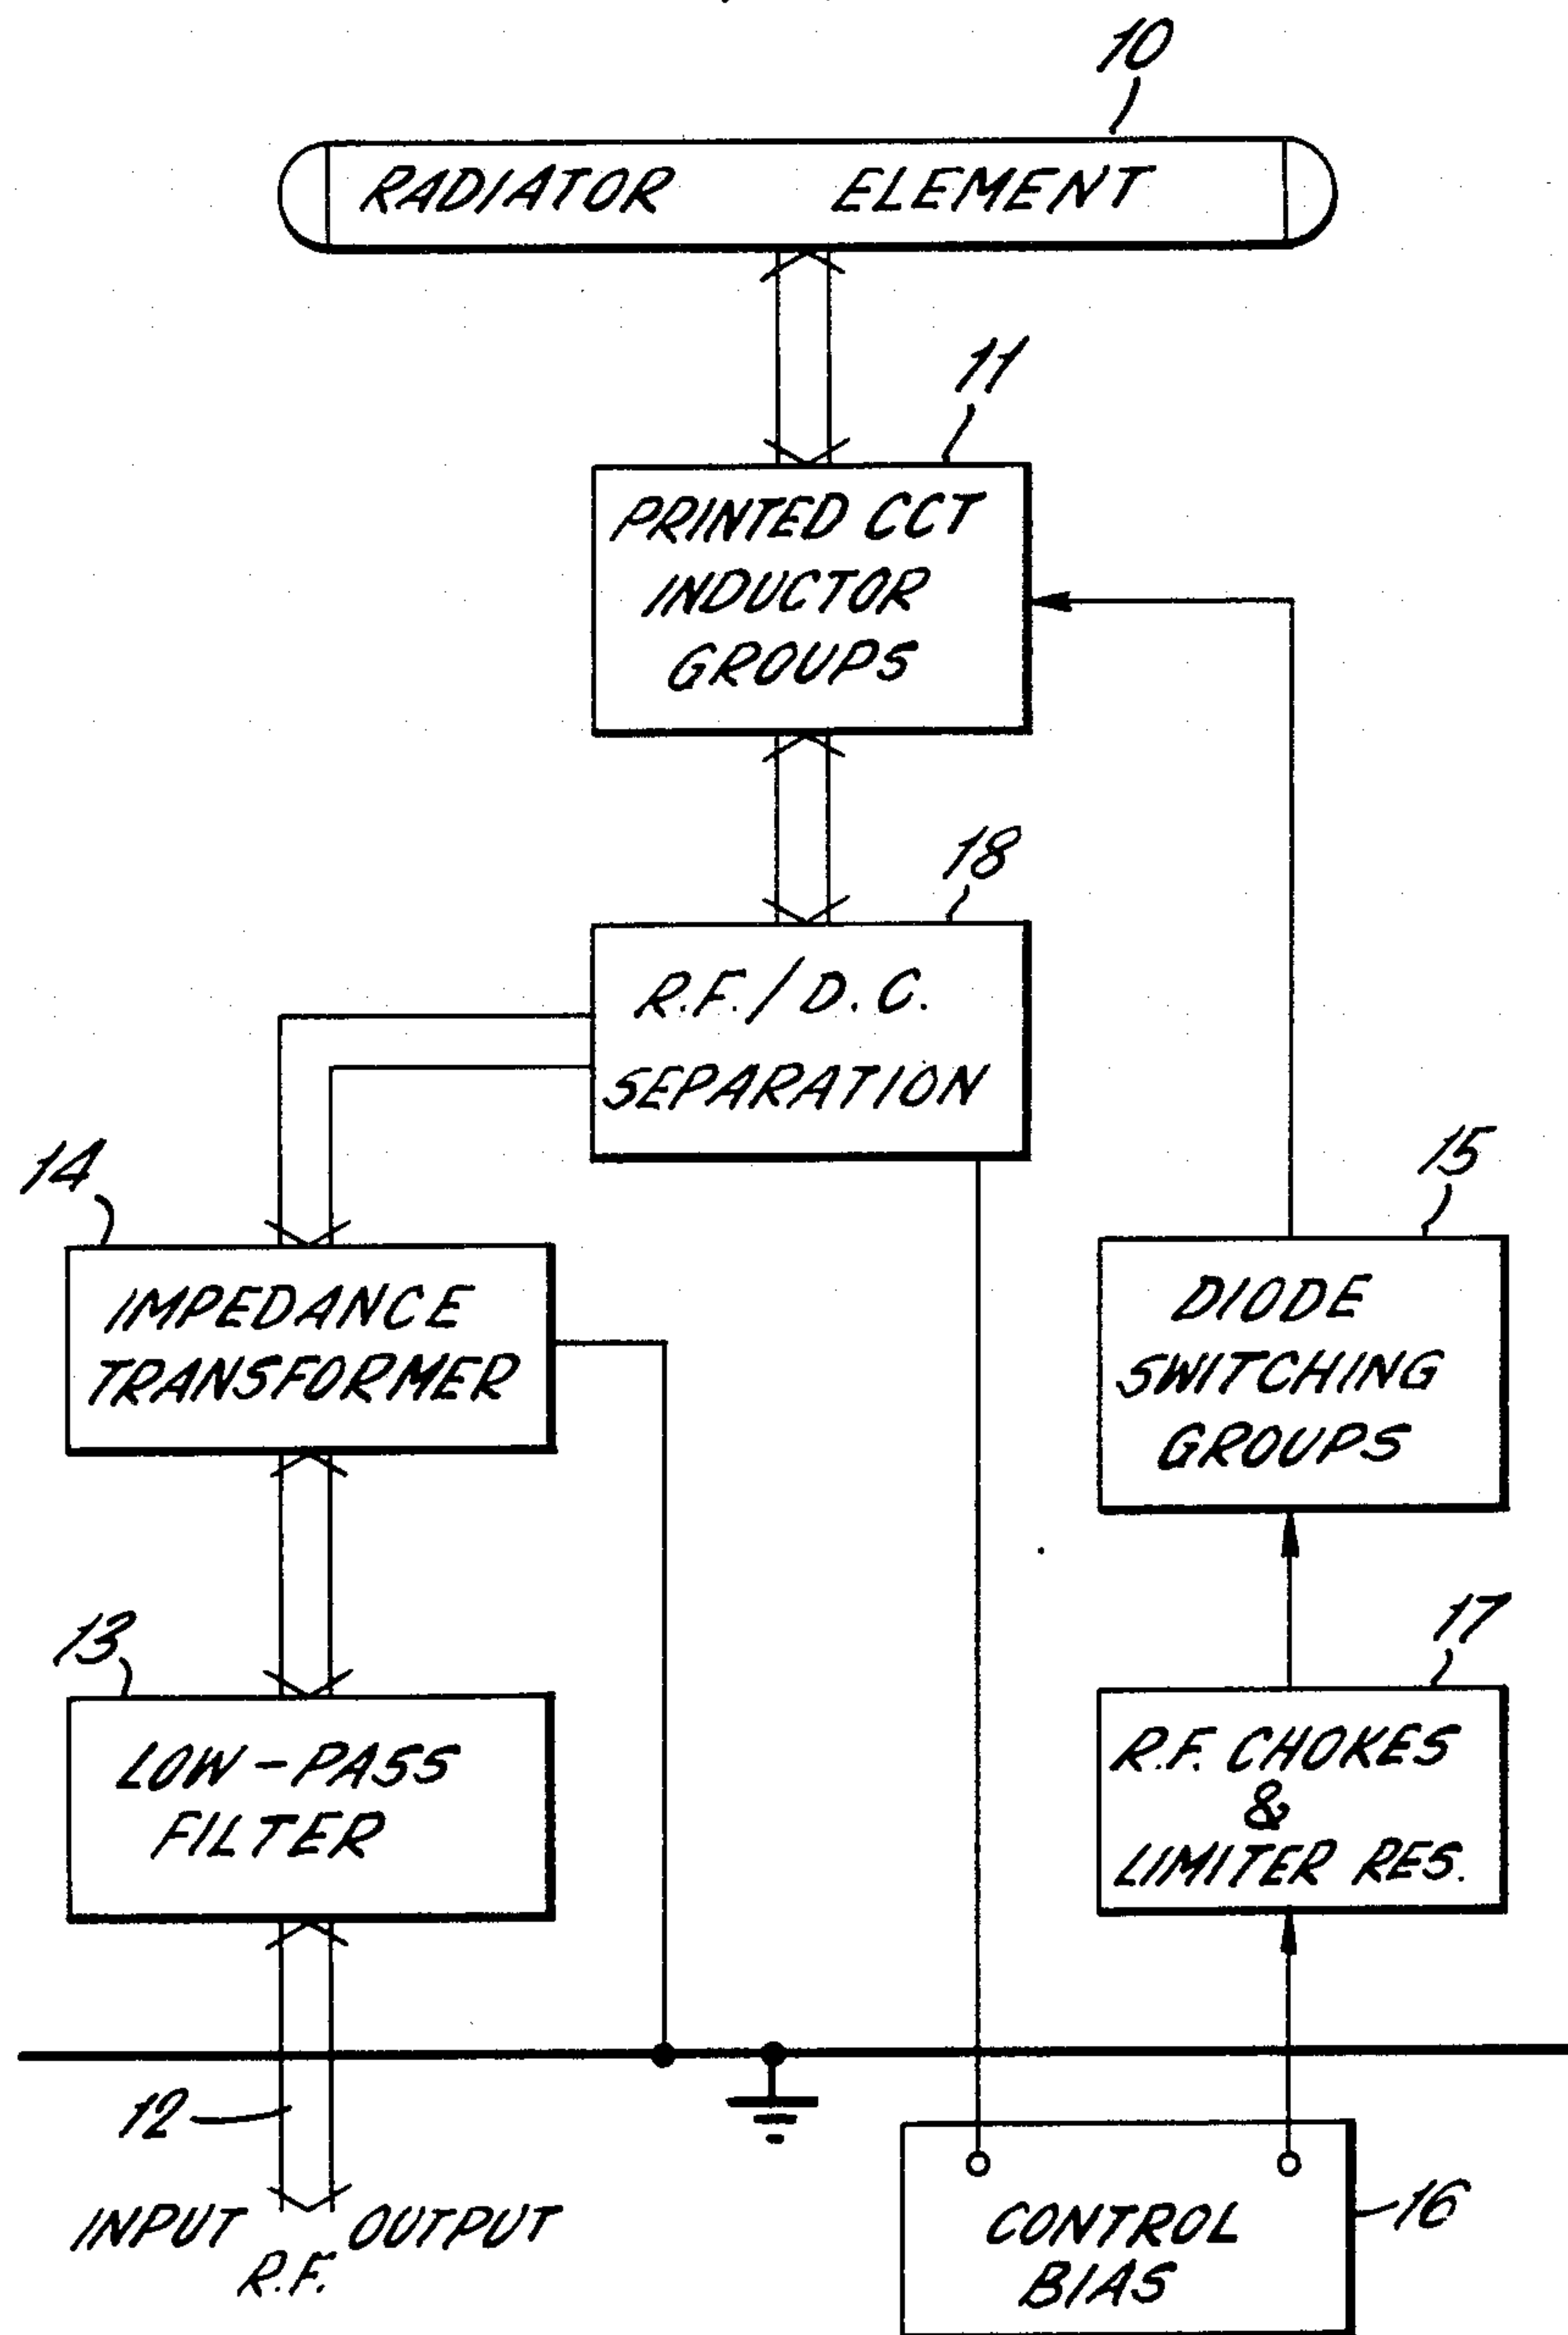 10
RADIATOR ELEMENT
11
PRINTED CCT
INDUCTOR
GROUPS
18
R.F./D.C.
SEPARATION
14
IMPEDANCE
TRANSFORMER
15
DIODE
SWITCHING
GROUPS
13
LOW-PASS
FILTER
17
R.F. CHOKES
&
LIMITER RES.
12
INPUT OUTPUT
R.F.
16
CONTROL
BIAS